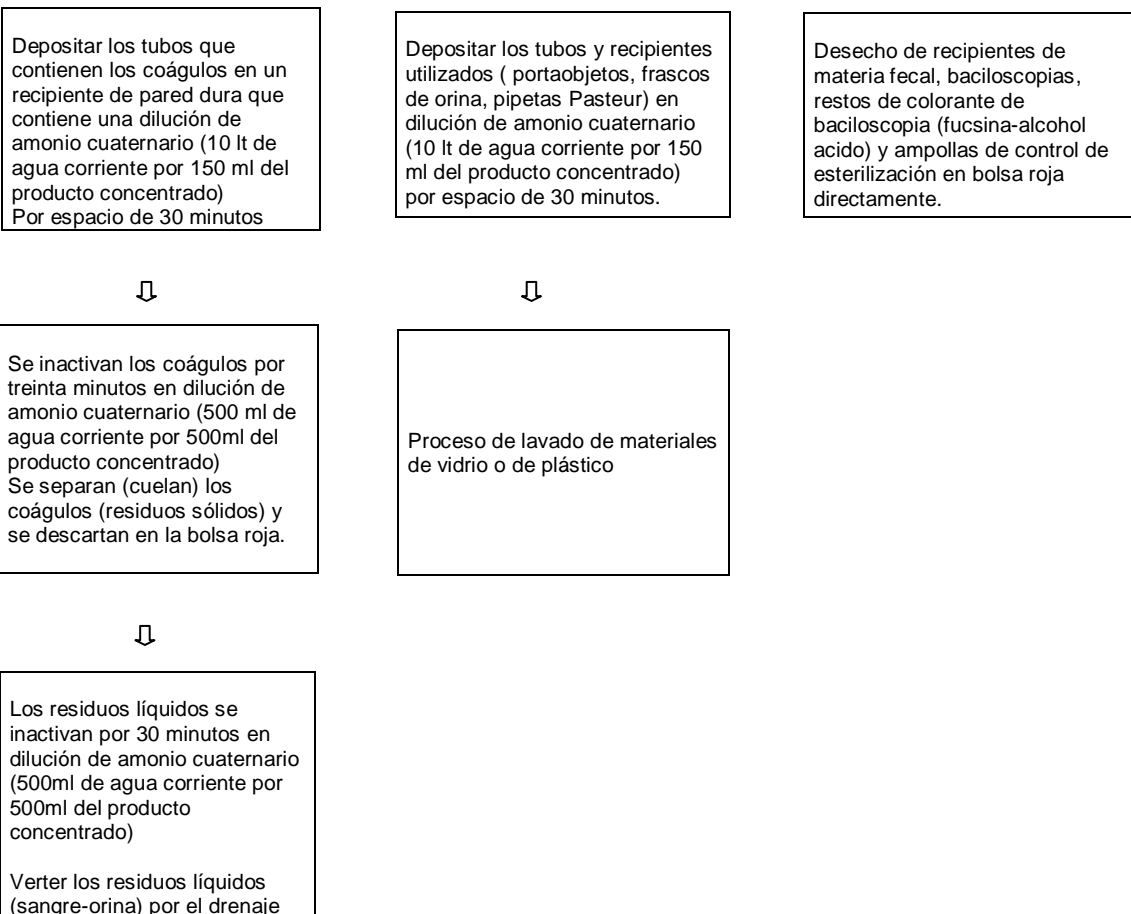 Depositar los tubos que
contienen los coágulos en un
recipiente de pared dura que
contiene una dilución de
amonio cuaternario (10 lt de
agua corriente por 150 ml del
producto concentrado)
Por espacio de 30 minutos
Depositar los tubos y recipientes
utilizados ( portaobjetos, frascos
de orina, pipetas Pasteur) en
dilución de amonio cuaternario
(10 lt de agua corriente por 150
ml del producto concentrado)
por espacio de 30 minutos.
Desecho de recipientes de
materia fecal, baciloscopias,
restos de colorante de
baciloscopia (fucsina-alcohol
acido) y ampollas de control de
esterilización en bolsa roja
directamente.
Se inactivan los coágulos por
treinta minutos en dilución de
amonio cuaternario (500 ml de
agua corriente por 500ml del
producto concentrado)
Se separan (cuelan) los
coágulos (residuos sólidos) y
se descartan en la bolsa roja.
Proceso de lavado de materiales
de vidrio o de plástico
Los residuos líquidos se
inactivan por 30 minutos en
dilución de amonio cuaternario
(500ml de agua corriente por
500ml del producto
concentrado)
Verter los residuos líquidos
(sangre-orina) por el drenaje